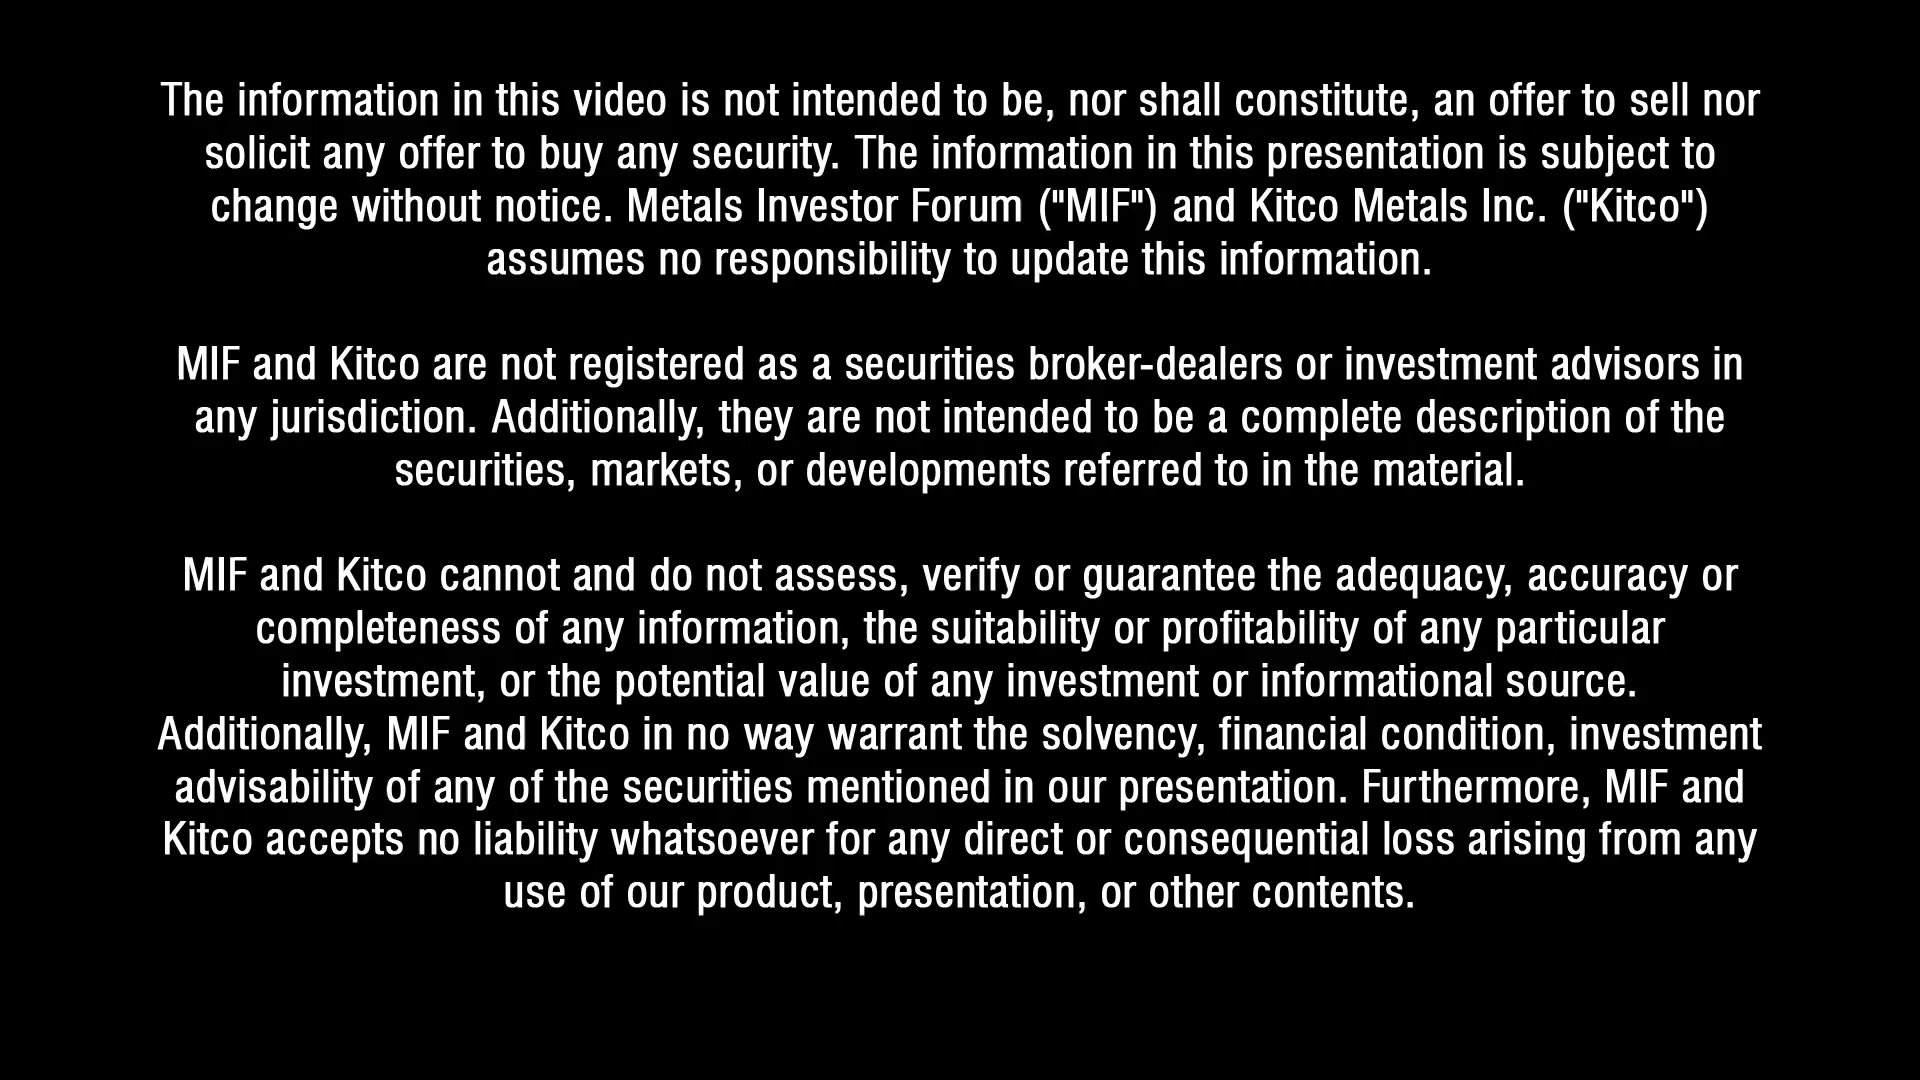 The information in this video is not intended to be, nor shall constitute, an offer to sell nor
solicit any offer to buy any security. The information in this presentation is subject to
change without notice. Metals Investor Forum ("MIF") and Kitco Metals Inc. ("Kitco")
assumes no responsibility to update this information.
MIF and Kitco are not registered as a securities broker-dealers or investment advisors in
any jurisdiction. Additionally, they are not intended to be a complete description of the
securities, markets, or developments referred to in the material.
MIF and Kitco cannot and do not assess, verify or guarantee the adequacy, accuracy or
completeness of any information, the suitability or profitability of any particular
investment, or the potential value of any investment or informational source.
Additionally, MIF and Kitco in no way warrant the solvency, financial condition, investment
advisability of any of the securities mentioned in our presentation. Furthermore, MIF and
Kitco accepts no liability whatsoever for any direct or consequential loss arising from any
use of our product, presentation, or other contents.